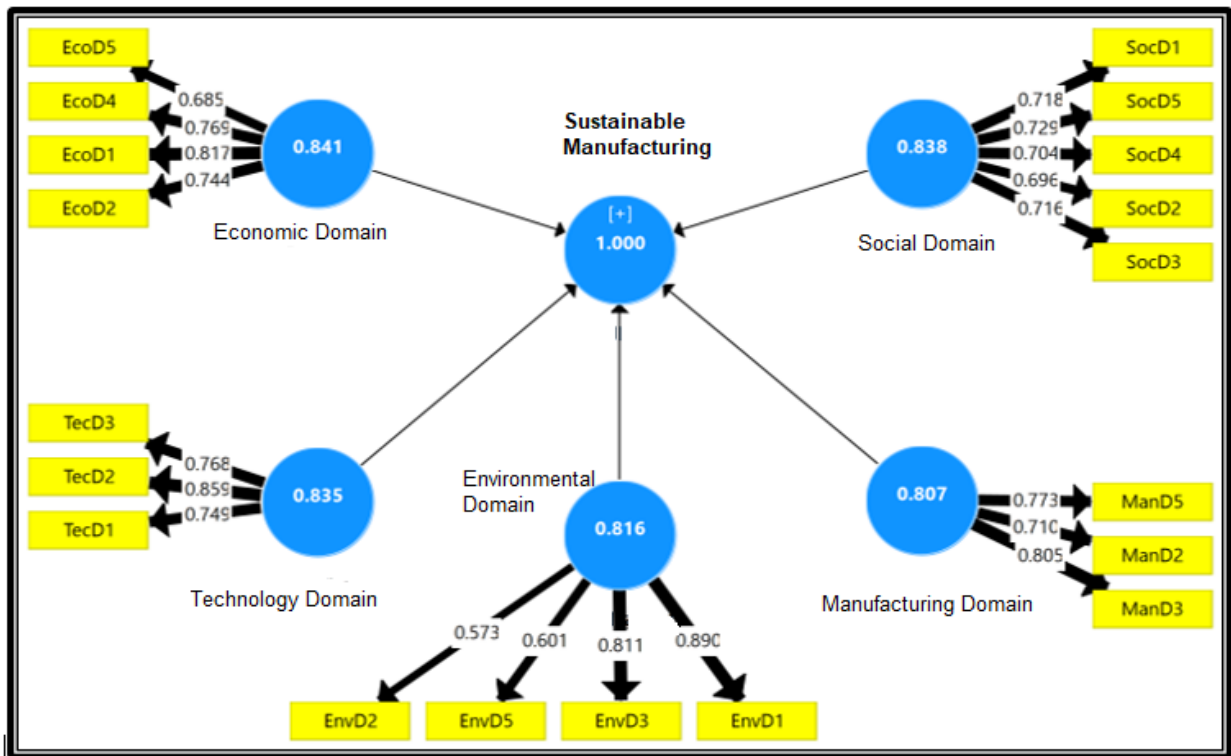 EcoD5
EcoD4
EcoD1
EcoD2
0.685
0.769
0.817
0.744
0.841
Economic Domain
Sustainable
Manufacturing
[+]
1.000
0.838
Social Domain
0.718
0.729
0.704
0.696
0.716
SocD1
SocD5
SocD4
SocD2
SocD3
TecD3
TecD2
TecD1
0.768
0.859
0.749
0.835
Technology Domain
Environmental
Domain
0.816
0.573
0.601
0.811
0.890
EnvD2
EnvD5
EnvD3
EnvD1
0.807
Manufacturing Domain
0.773
0.710
0.805
ManD5
ManD2
ManD3